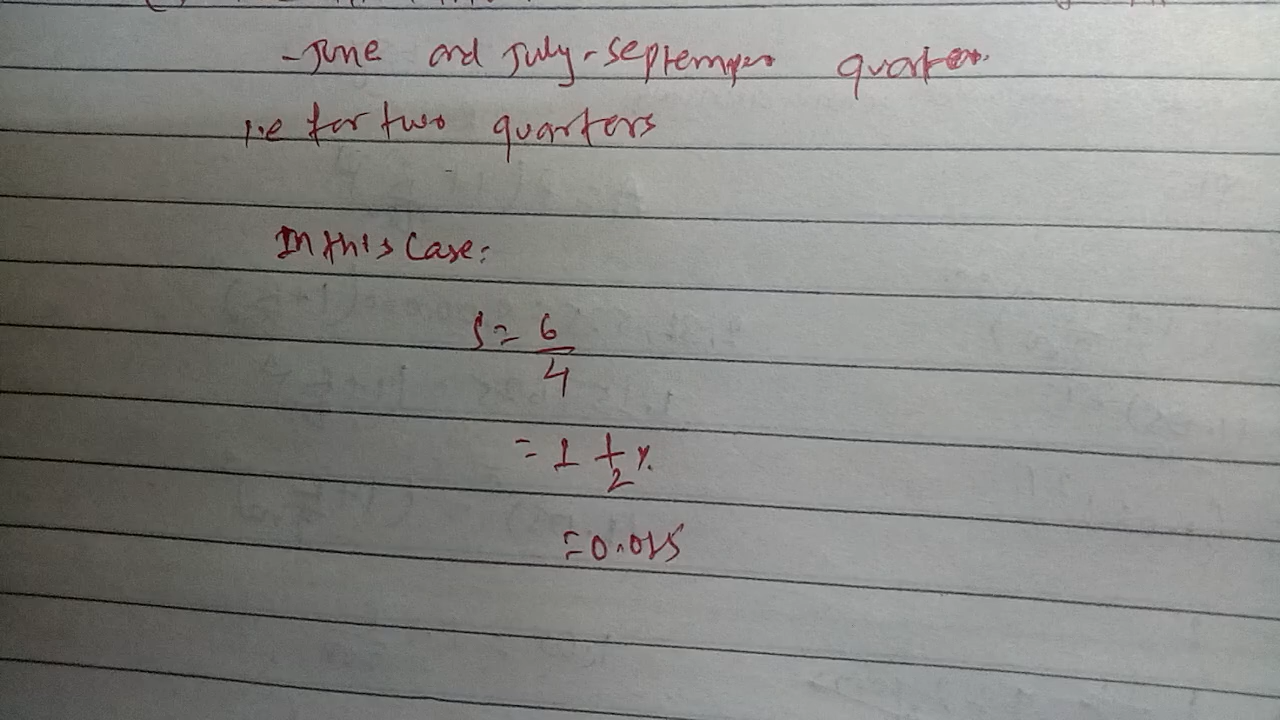 -June and July-september quarter.
i.e for two quarters
In this Case:
i = 6/4
= 1 1/2 %.
= 0.015